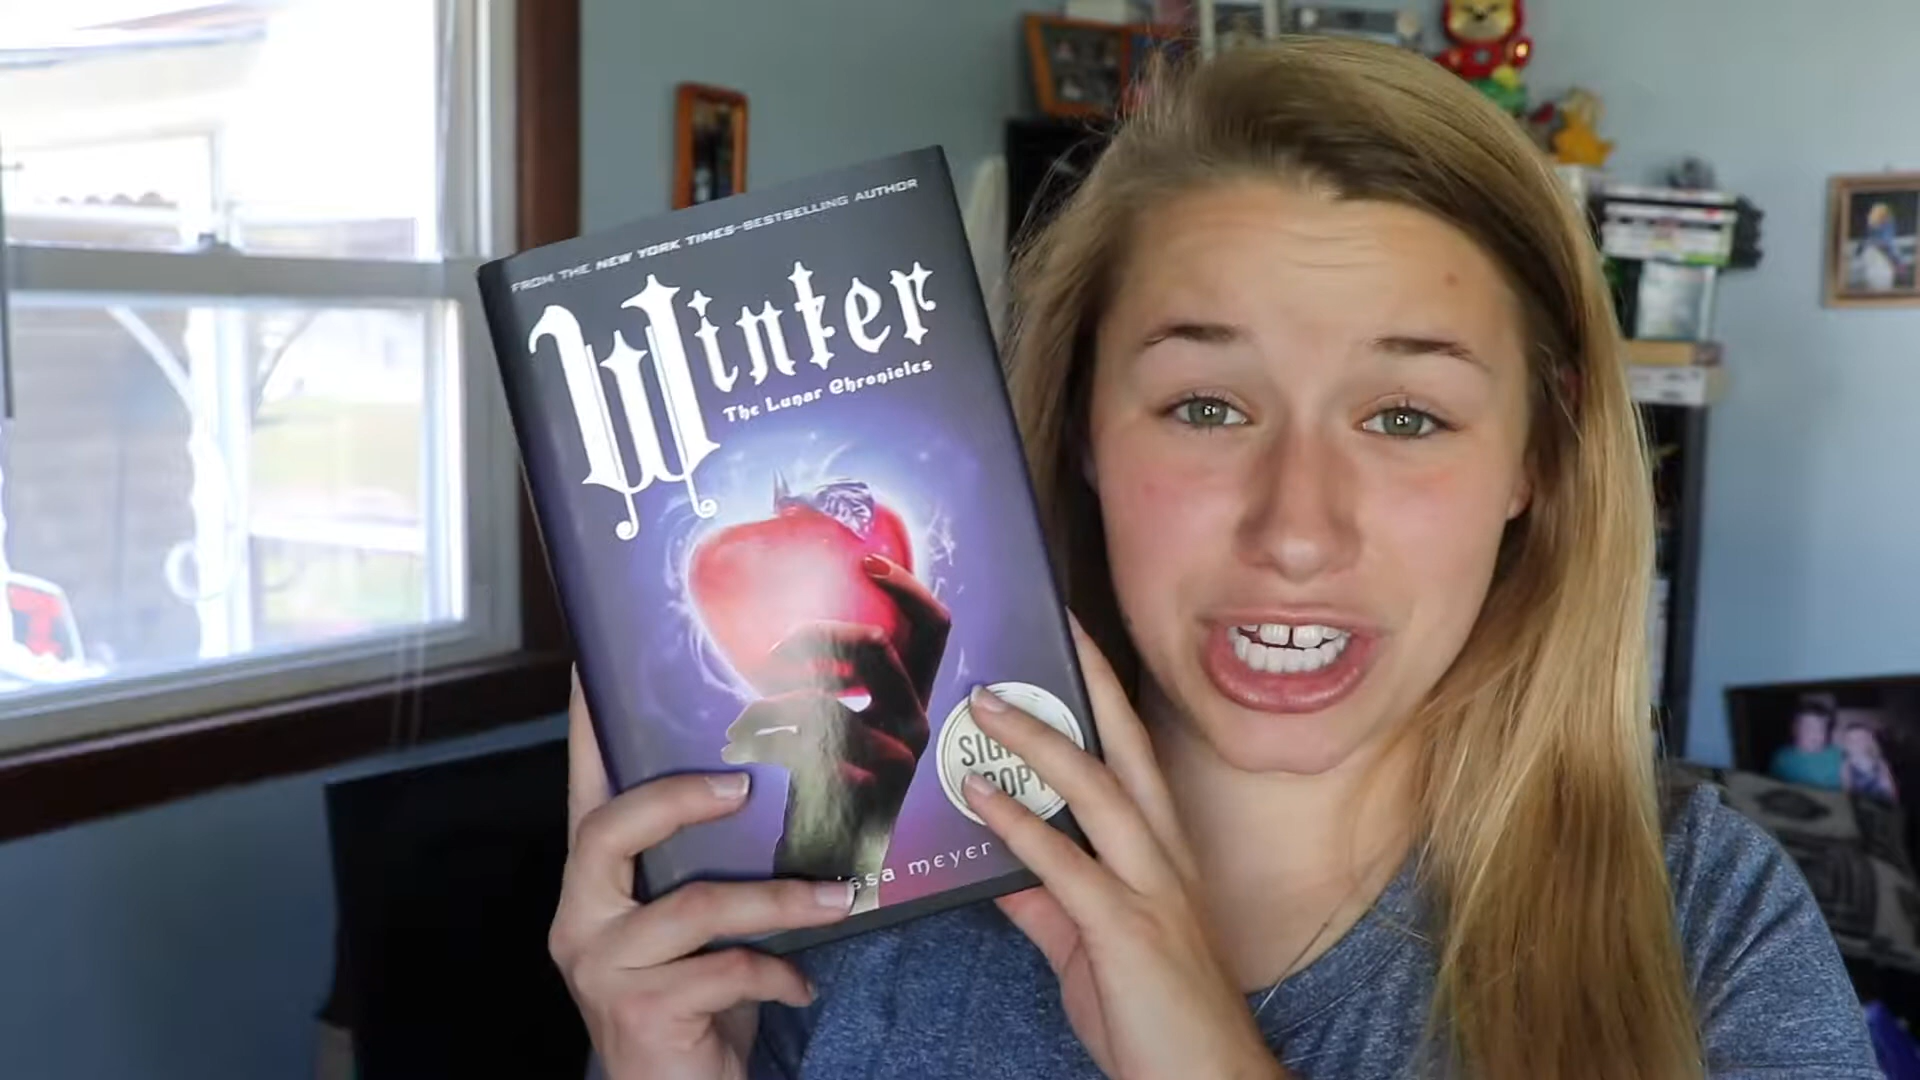 FROM THE NEW YORK TIMES-BESTSELLING AUTHOR
Winter
The Lunar Chronicles
meyer